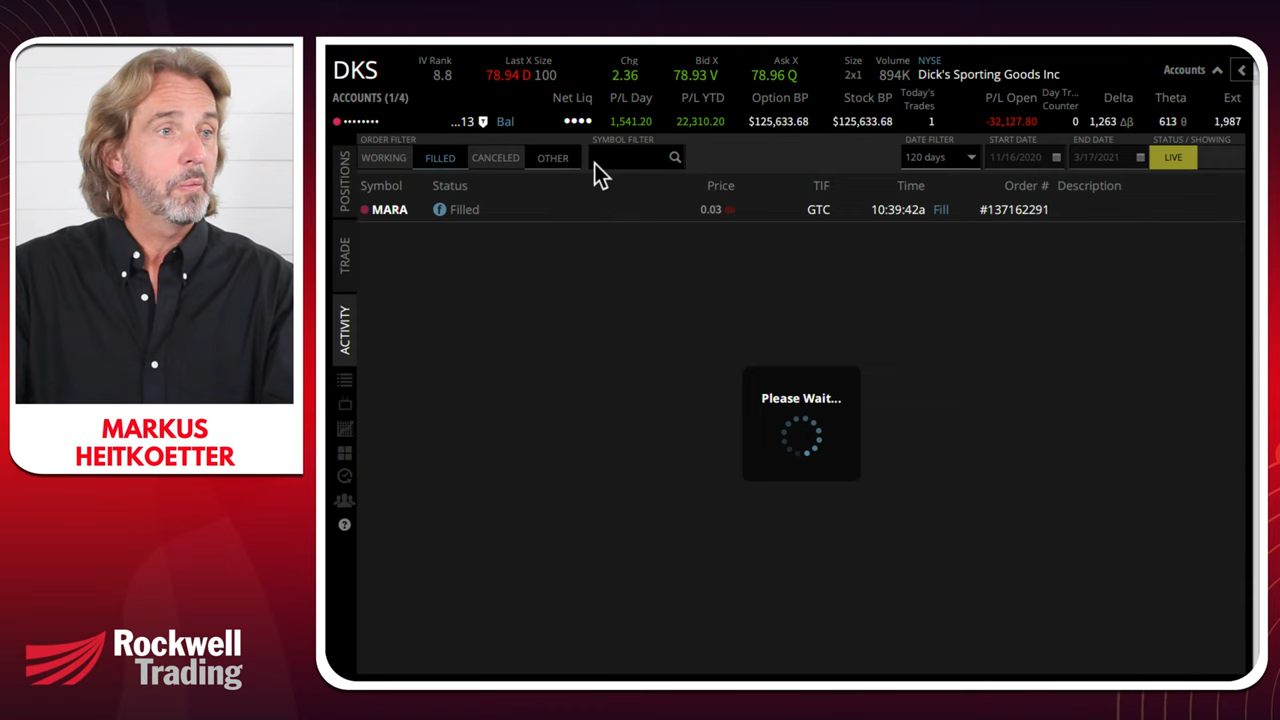 DKS
IV Rank
8.8
Last X Size
78.94 D 100
Chg
2.36
Bid X
78.93 V
Ask X
78.96 Q
Size
2x1
Volume
894K
NYSE
Dick's Sporting Goods Inc
Accounts
ACCOUNTS (1/4)
Net Liq
P/L Day
P/L YTD
Option BP
Stock BP
Today's Trades
P/L Open
Day Tr... Counter
Delta
Theta
Ext
...13
Bal
1,541.20
22,310.20
$125,633.68
$125,633.68
1
-32,127.80
0
1,263 Δβ
613 θ
1,987
ORDER FILTER
SYMBOL FILTER
DATE FILTER
START DATE
END DATE
STATUS / SHOWING
WORKING
FILLED
CANCELED
OTHER
120 days
11/16/2020
3/17/2021
LIVE
Symbol
Status
Price
TIF
Time
Order #
Description
MARA
f
Filled
0.03
GTC
10:39:42a
Fill
#137162291
POSITIONS
TRADE
ACTIVITY
?
Please Wait...
MARKUS
HEITKOETTER
Rockwell
Trading